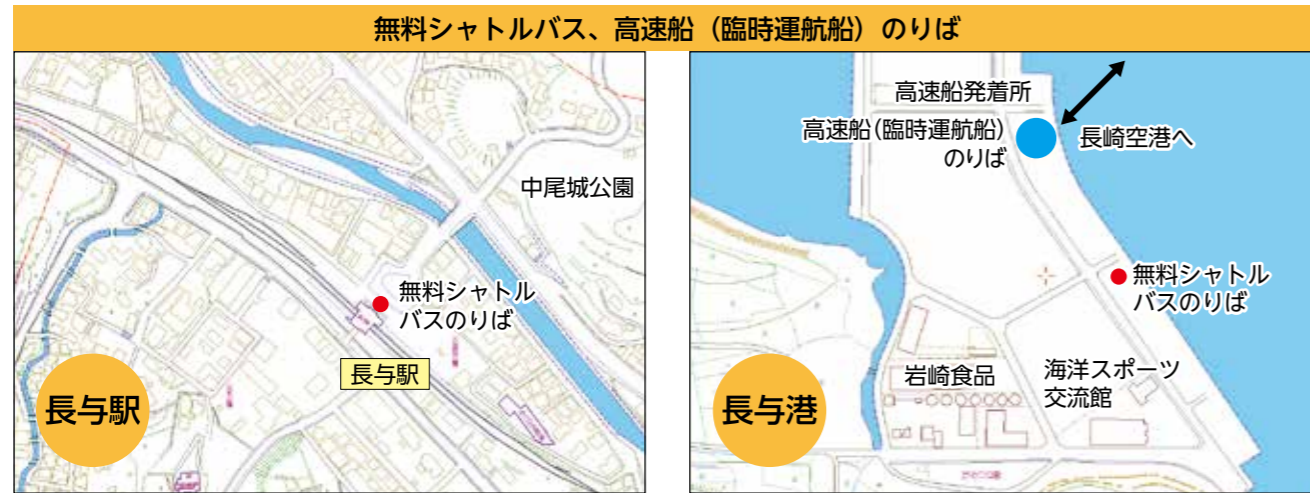 無料シャトルバス、高速船（臨時運航船）のりば
中尾城公園
無料シャトル
バスのりば
長与駅
長与駅
高速船発着所
高速船（臨時運航船）
のりば
長崎空港へ
無料シャトル
バスのりば
岩崎食品
海洋スポーツ
交流館
長与港